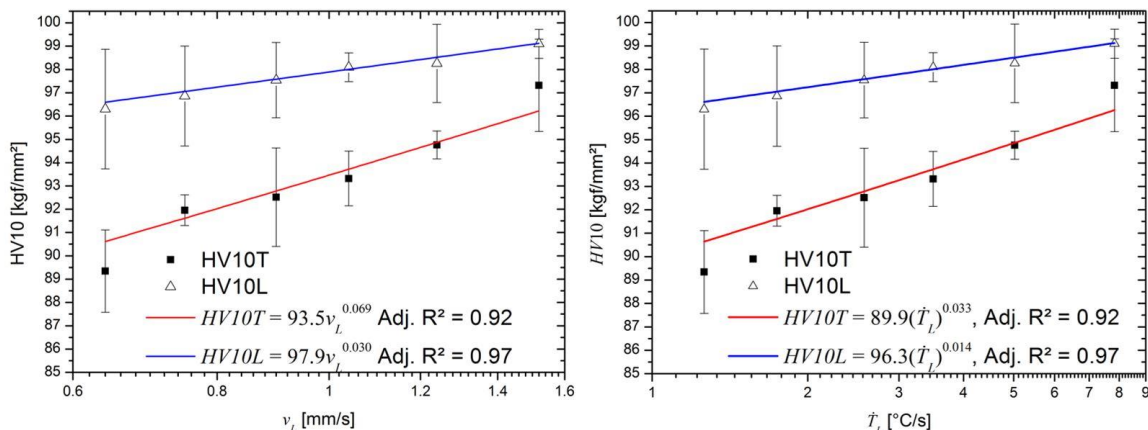 100
99
98
97
96
95
94
93
92
91
90
89
88
87
86
85
HV10 [kgf/mm²]
HV10T
HV10L
HV10T = 93.5v_L^0.069 Adj. R² = 0.92
HV10L = 97.9v_L^0.030 Adj. R² = 0.97
0.6 0.8 1 1.2 1.4 1.6
v_L [mm/s]
100
99
98
97
96
95
94
93
92
91
90
89
88
87
86
85
HV10 [kgf/mm²]
HV10T
HV10L
HV10T = 89.9(Ṫ_L)^0.033, Adj. R² = 0.92
HV10L = 96.3(Ṫ_L)^0.014, Adj. R² = 0.97
1 2 3 4 5 6 7 8 9
Ṫ_L [°C/s]